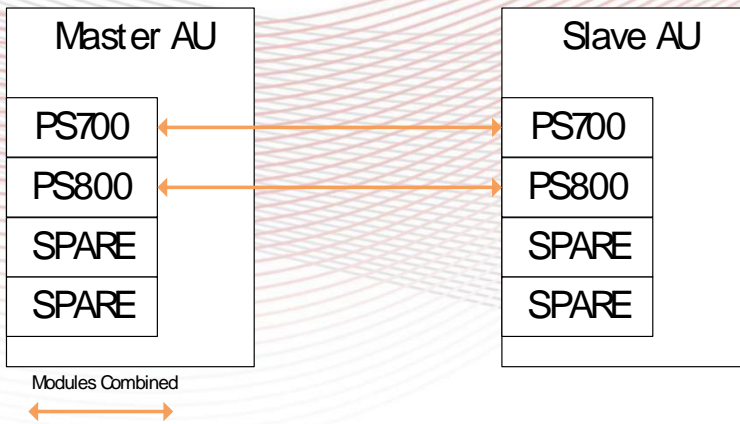 Master AU
PS700
PS800
SPARE
SPARE
Slave AU
PS700
PS800
SPARE
SPARE
Modules Combined